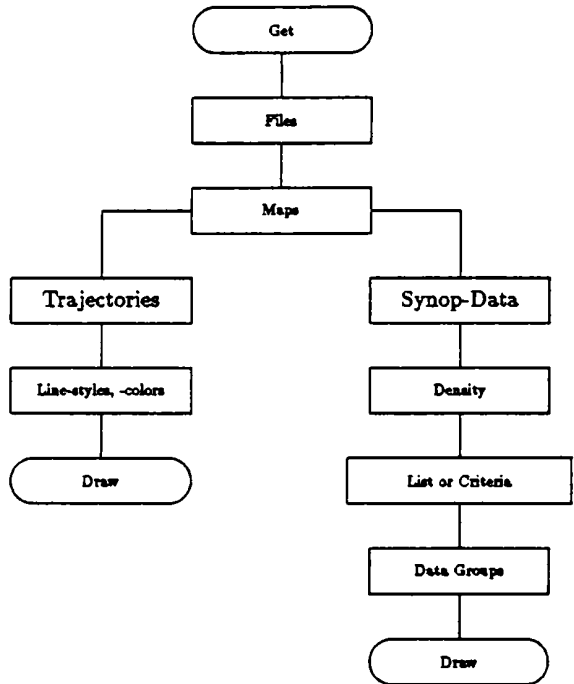 Get
Files
Maps
Trajectories
Line-styles, -colors
Draw
Synop-Data
Density
List or Criteria
Data Groups
Draw